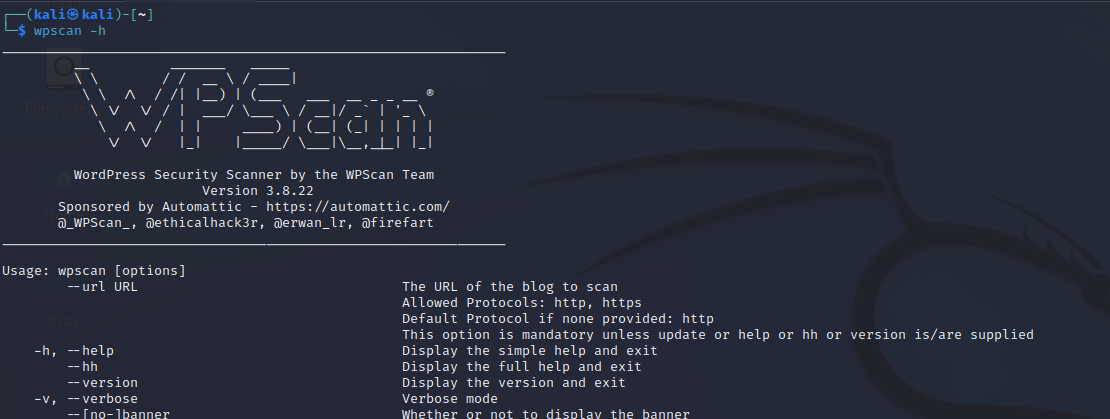 ┌──(kali㉿kali)-[~]
└─$ wpscan -h
WPScan ®
WordPress Security Scanner by the WPScan Team
Version 3.8.22
Sponsored by Automattic - https://automattic.com/
@_WPScan_, @ethicalhack3r, @erwan_lr, @firefart
Usage: wpscan [options]
--url URL The URL of the blog to scan
Allowed Protocols: http, https
Default Protocol if none provided: http
This option is mandatory unless update or help or hh or version is/are supplied
-h, --help Display the simple help and exit
--hh Display the full help and exit
--version Display the version and exit
-v, --verbose Verbose mode
--[no-]banner Whether or not to display the banner
File System
Xray